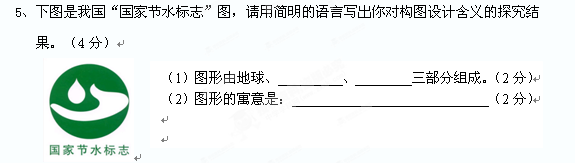 5、下图是我国“国家节水标志”图，请用简明的语言写出你对构图设计含义的探究结
果。（4 分）
（1）图形由地球、________、_______三部分组成。（2 分）
（2）图形的寓意是：________________________（2 分）
国家节水标志